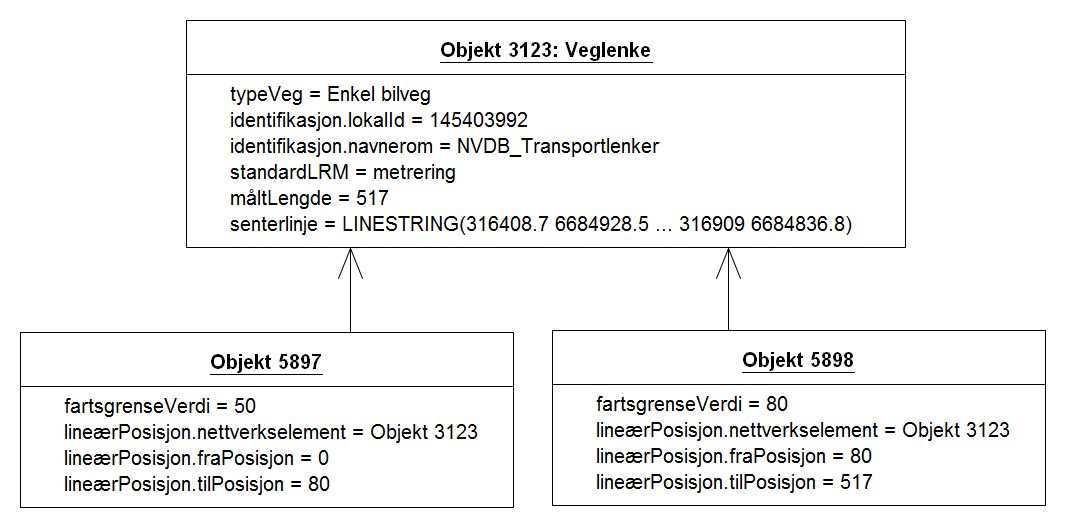 Objekt 3123: Veglenke
typeVeg = Enkel bilveg
identifikasjon.lokalId = 145403992
identifikasjon.navnerom = NVDB_Transportlenker
standardLRM = metrering
måltLengde = 517
senterlinje = LINESTRING(316408.7 6684928.5 ... 316909 6684836.8)
Objekt 5897
fartsgrenseVerdi = 50
lineærPosisjon.nettverkselement = Objekt 3123
lineærPosisjon.fraPosisjon = 0
lineærPosisjon.tilPosisjon = 80
Objekt 5898
fartsgrenseVerdi = 80
lineærPosisjon.nettverkselement = Objekt 3123
lineærPosisjon.fraPosisjon = 80
lineærPosisjon.tilPosisjon = 517